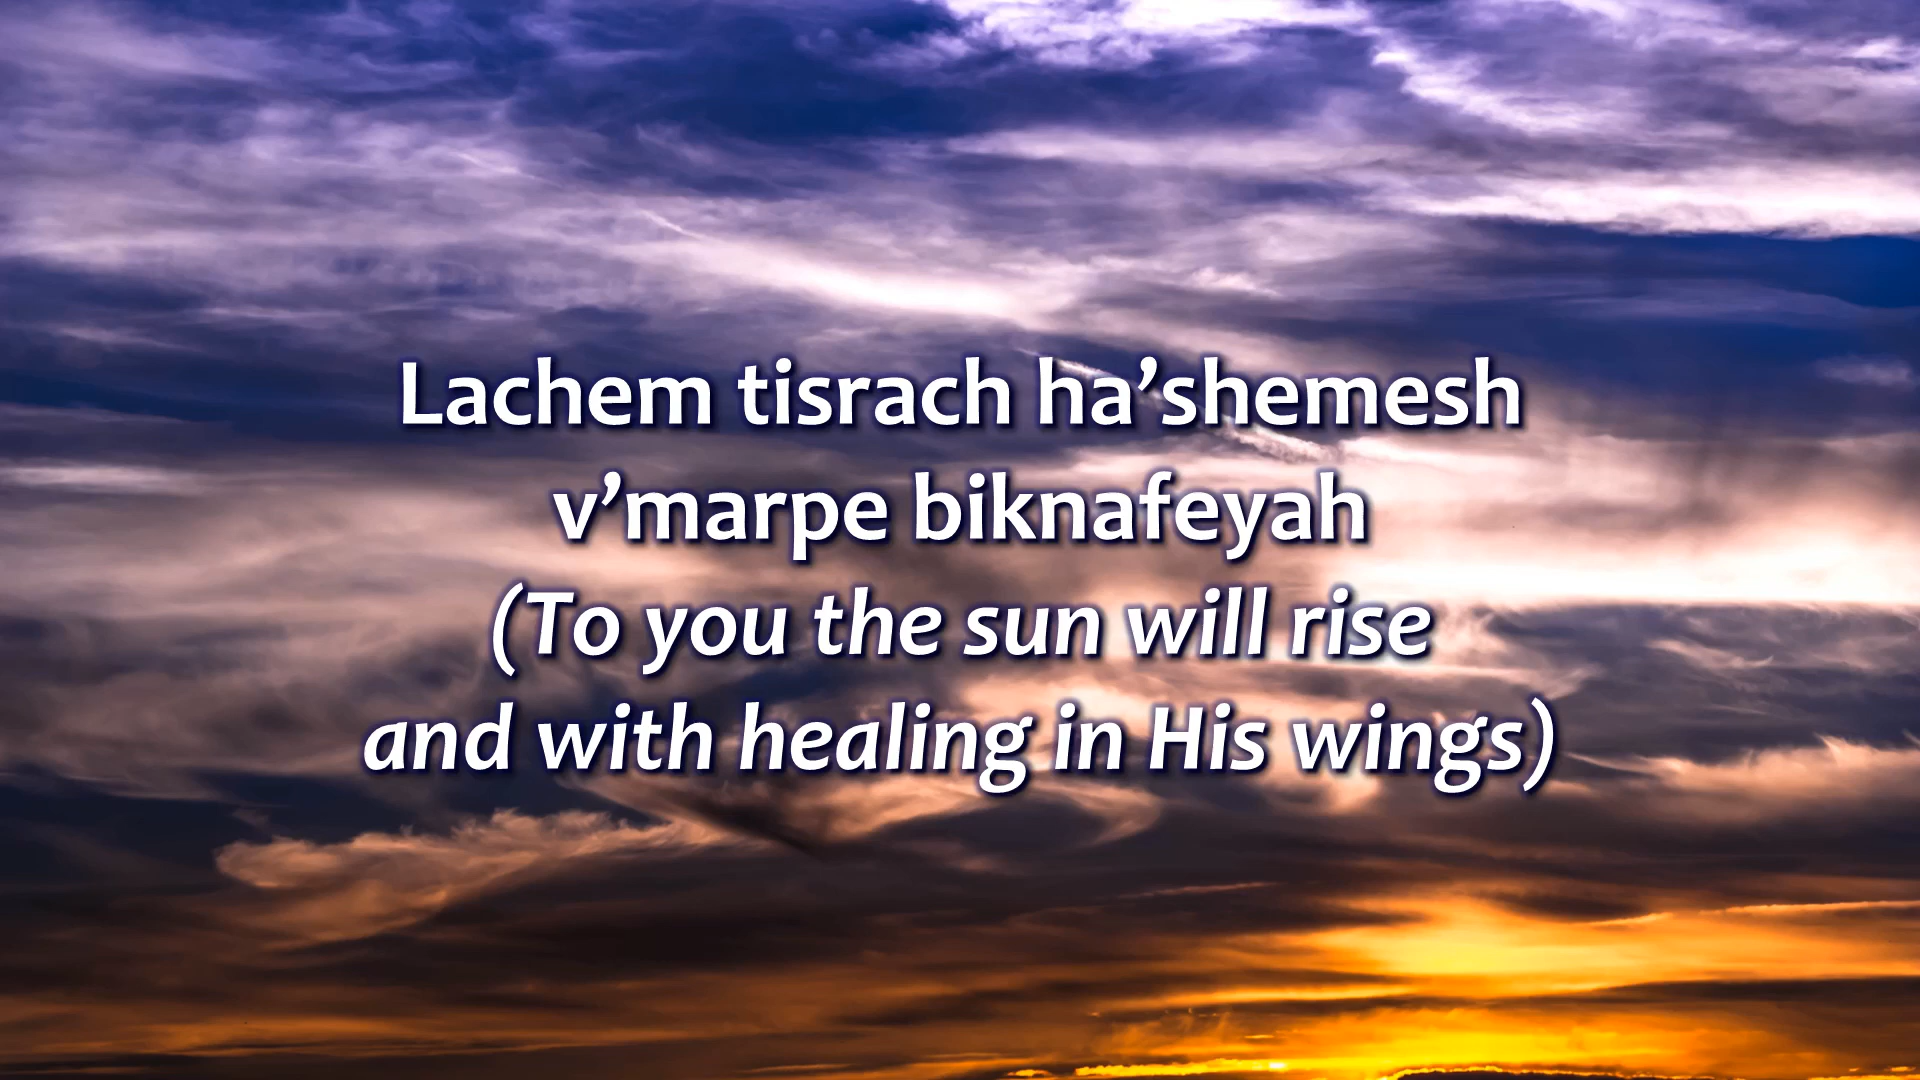 Lachem tisrach ha’shemesh
v’marpe biknafeyah
(To you the sun will rise
and with healing in His wings)